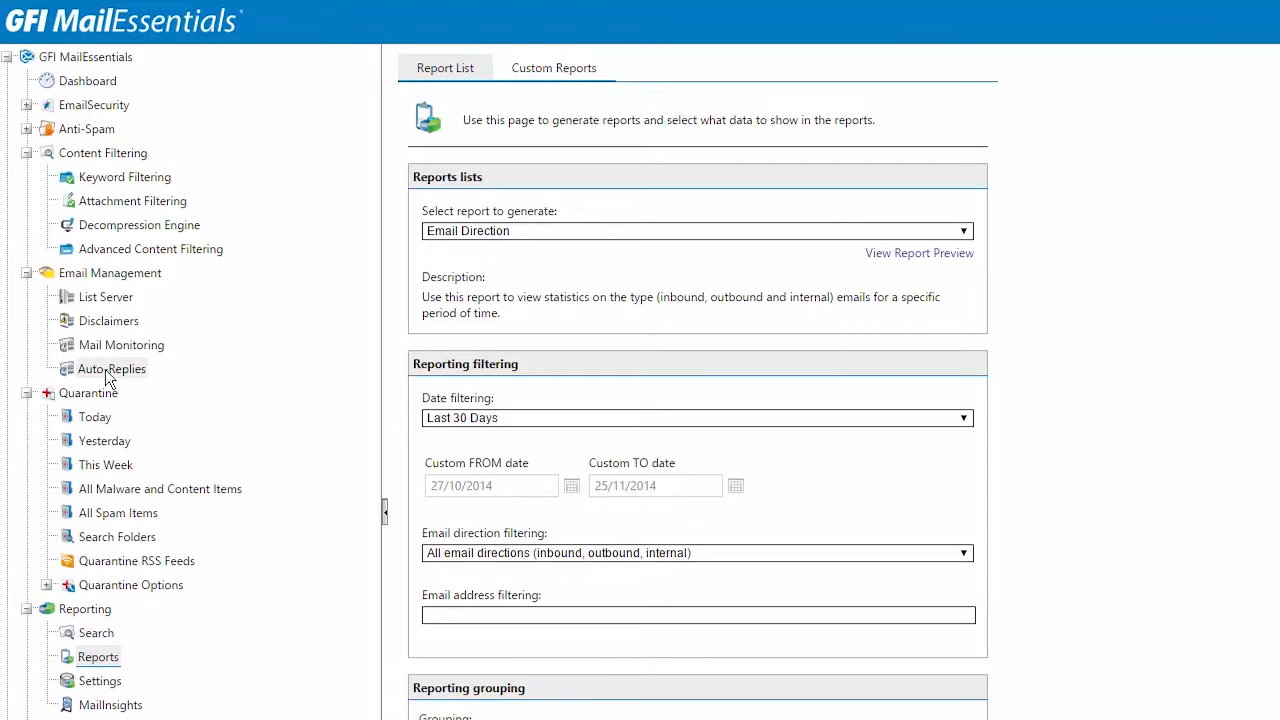 GFI MailEssentials®
GFI MailEssentials
Dashboard
EmailSecurity
Anti-Spam
Content Filtering
Keyword Filtering
Attachment Filtering
Decompression Engine
Advanced Content Filtering
Email Management
List Server
Disclaimers
Mail Monitoring
Auto-Replies
Quarantine
Today
Yesterday
This Week
All Malware and Content Items
All Spam Items
Search Folders
Quarantine RSS Feeds
Quarantine Options
Reporting
Search
Reports
Settings
MailInsights
Report List
Custom Reports
Use this page to generate reports and select what data to show in the reports.
Reports lists
Select report to generate:
Email Direction
View Report Preview
Description:
Use this report to view statistics on the type (inbound, outbound and internal) emails for a specific
period of time.
Reporting filtering
Date filtering:
Last 30 Days
Custom FROM date
Custom TO date
27/10/2014
25/11/2014
Email direction filtering:
All email directions (inbound, outbound, internal)
Email address filtering:
Reporting grouping
Grouping: